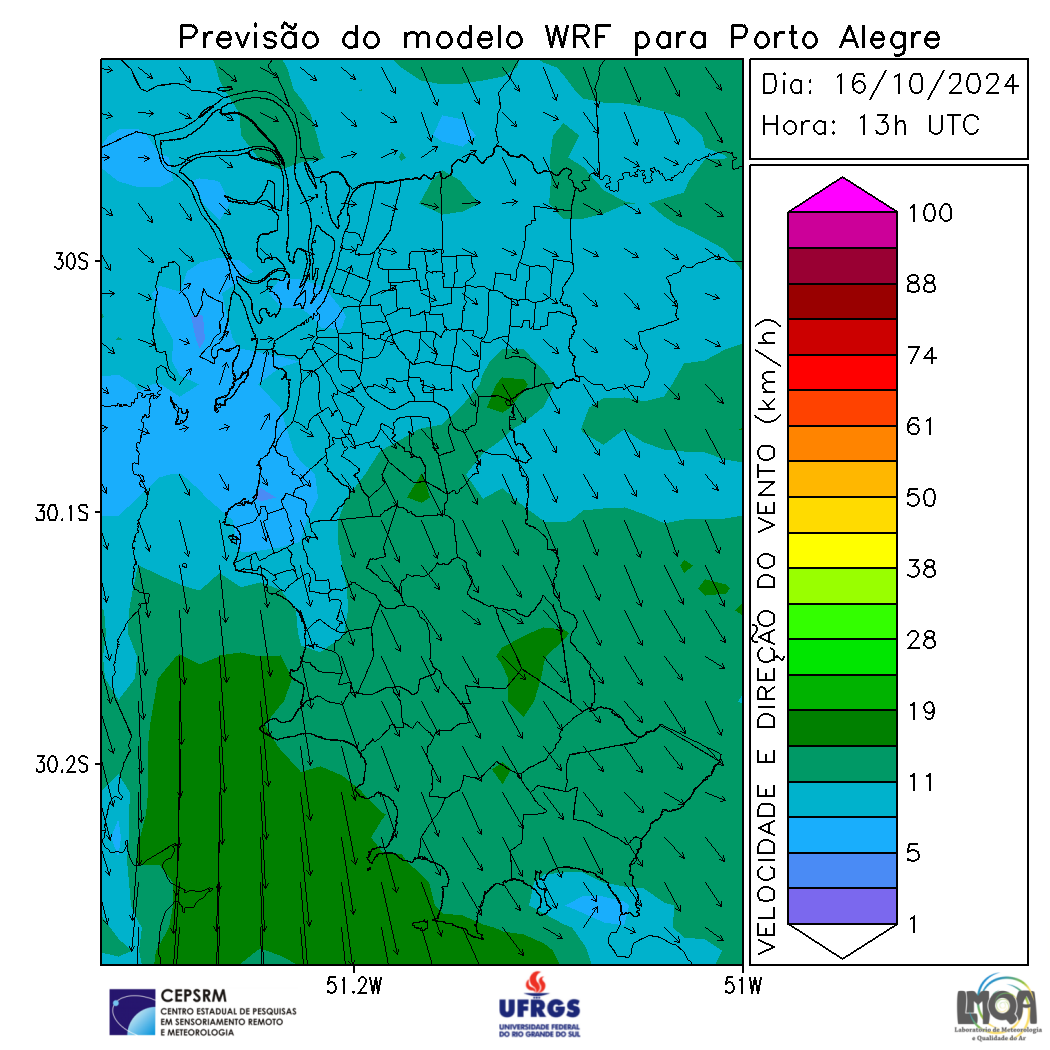 Previsão do modelo WRF para Porto Alegre
Dia: 16/10/2024
Hora: 13h UTC
30S
30.1S
30.2S
51.2W
51W
VELOCIDADE E DIREÇÃO DO VENTO (km/h)
100
88
74
61
50
38
28
19
11
5
1
CEPSRM
CENTRO ESTADUAL DE PESQUISAS
EM SENSORIAMENTO REMOTO
E METEOROLOGIA
UFRGS
UNIVERSIDADE FEDERAL
DO RIO GRANDE DO SUL
LMQA
Laboratório de Meteorologia
e Qualidade do Ar